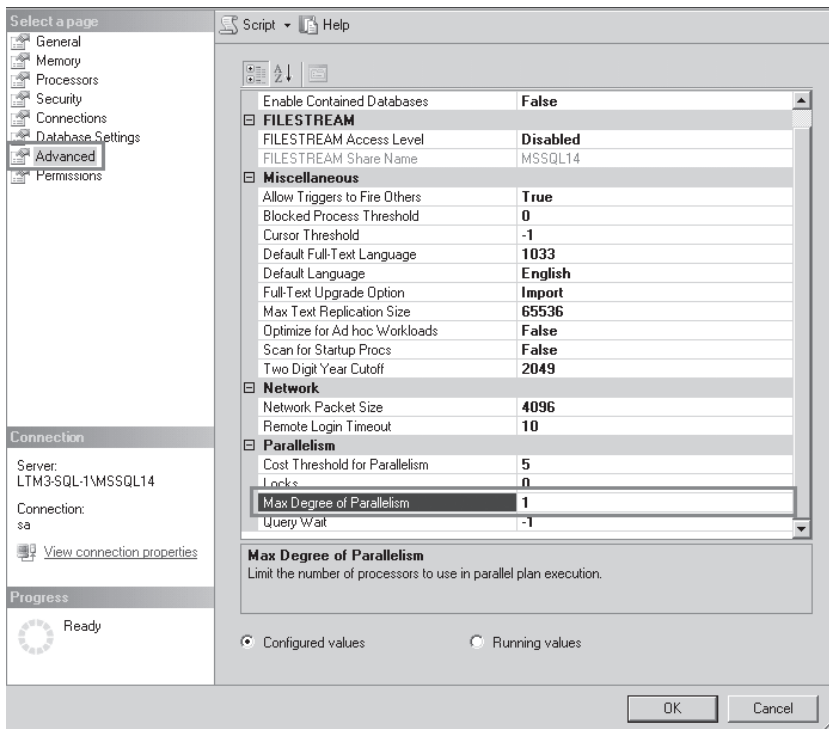 Select a page
General
Memory
Processors
Security
Connections
Database Settings
Advanced
Permissions
Connection
Server:
LTM3-SQL-1\MSSQL14
Connection:
sa
View connection properties
Progress
Ready
Script Help
Enable Contained Databases False
FILESTREAM
FILESTREAM Access Level Disabled
FILESTREAM Share Name MSSQL14
Miscellaneous
Allow Triggers to Fire Others True
Blocked Process Threshold 0
Cursor Threshold -1
Default Full-Text Language 1033
Default Language English
Full-Text Upgrade Option Import
Max Text Replication Size 65536
Optimize for Ad hoc Workloads False
Scan for Startup Procs False
Two Digit Year Cutoff 2049
Network
Network Packet Size 4096
Remote Login Timeout 10
Parallelism
Cost Threshold for Parallelism 5
Locks 0
Max Degree of Parallelism 1
Query Wait -1
Max Degree of Parallelism
Limit the number of processors to use in parallel plan execution.
Configured values Running values
OK Cancel